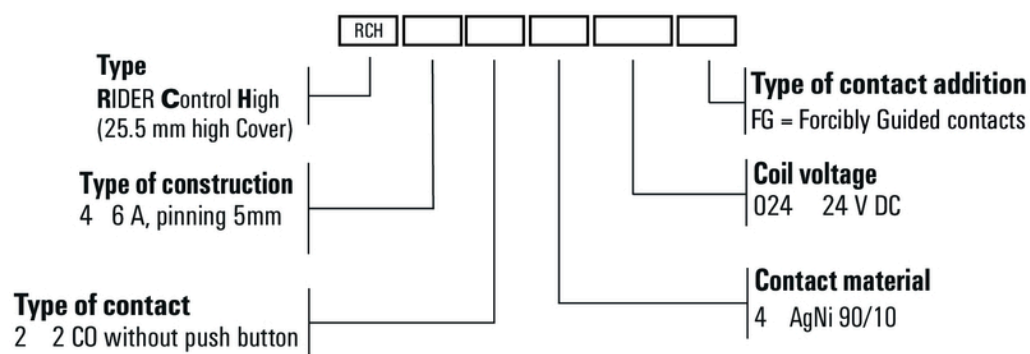 RCH
Type
RIDER Control High
(25.5 mm high Cover)
Type of construction
4 6 A, pinning 5mm
Type of contact
2 2 CO without push button
Type of contact addition
FG = Forcibly Guided contacts
Coil voltage
024 24 V DC
Contact material
4 AgNi 90/10